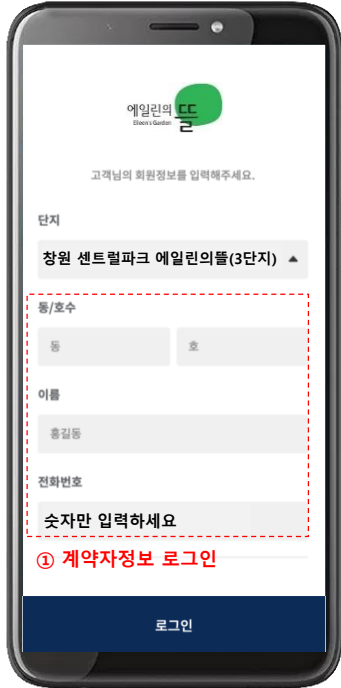 에일린의 뜰
Eileen's Garden
고객님의 회원정보를 입력해주세요.
단지
창원 센트럴파크 에일린의뜰(3단지) ▲
동/호수
동 호
이름
홍길동
전화번호
숫자만 입력하세요
① 계약자정보 로그인
로그인